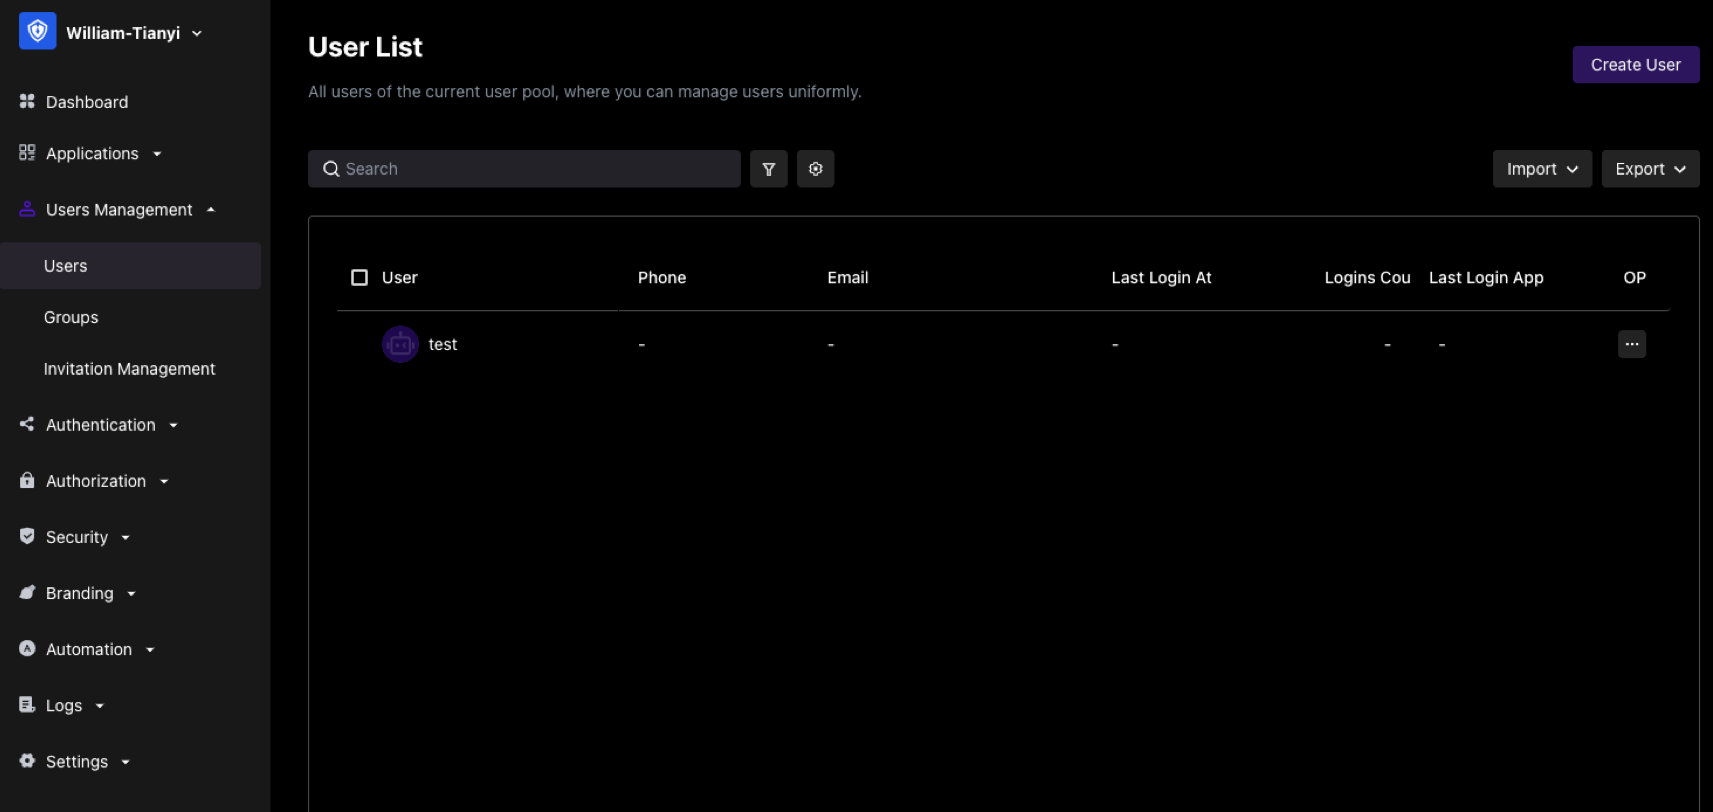 William-Tianyi
Dashboard
Applications
Users Management
Users
Groups
Invitation Management
Authentication
Authorization
Security
Branding
Automation
Logs
Settings
User List
All users of the current user pool, where you can manage users uniformly.
Create User
Search
Import
Export
User Phone Email Last Login At Logins Cou Last Login App OP
test - - - - -